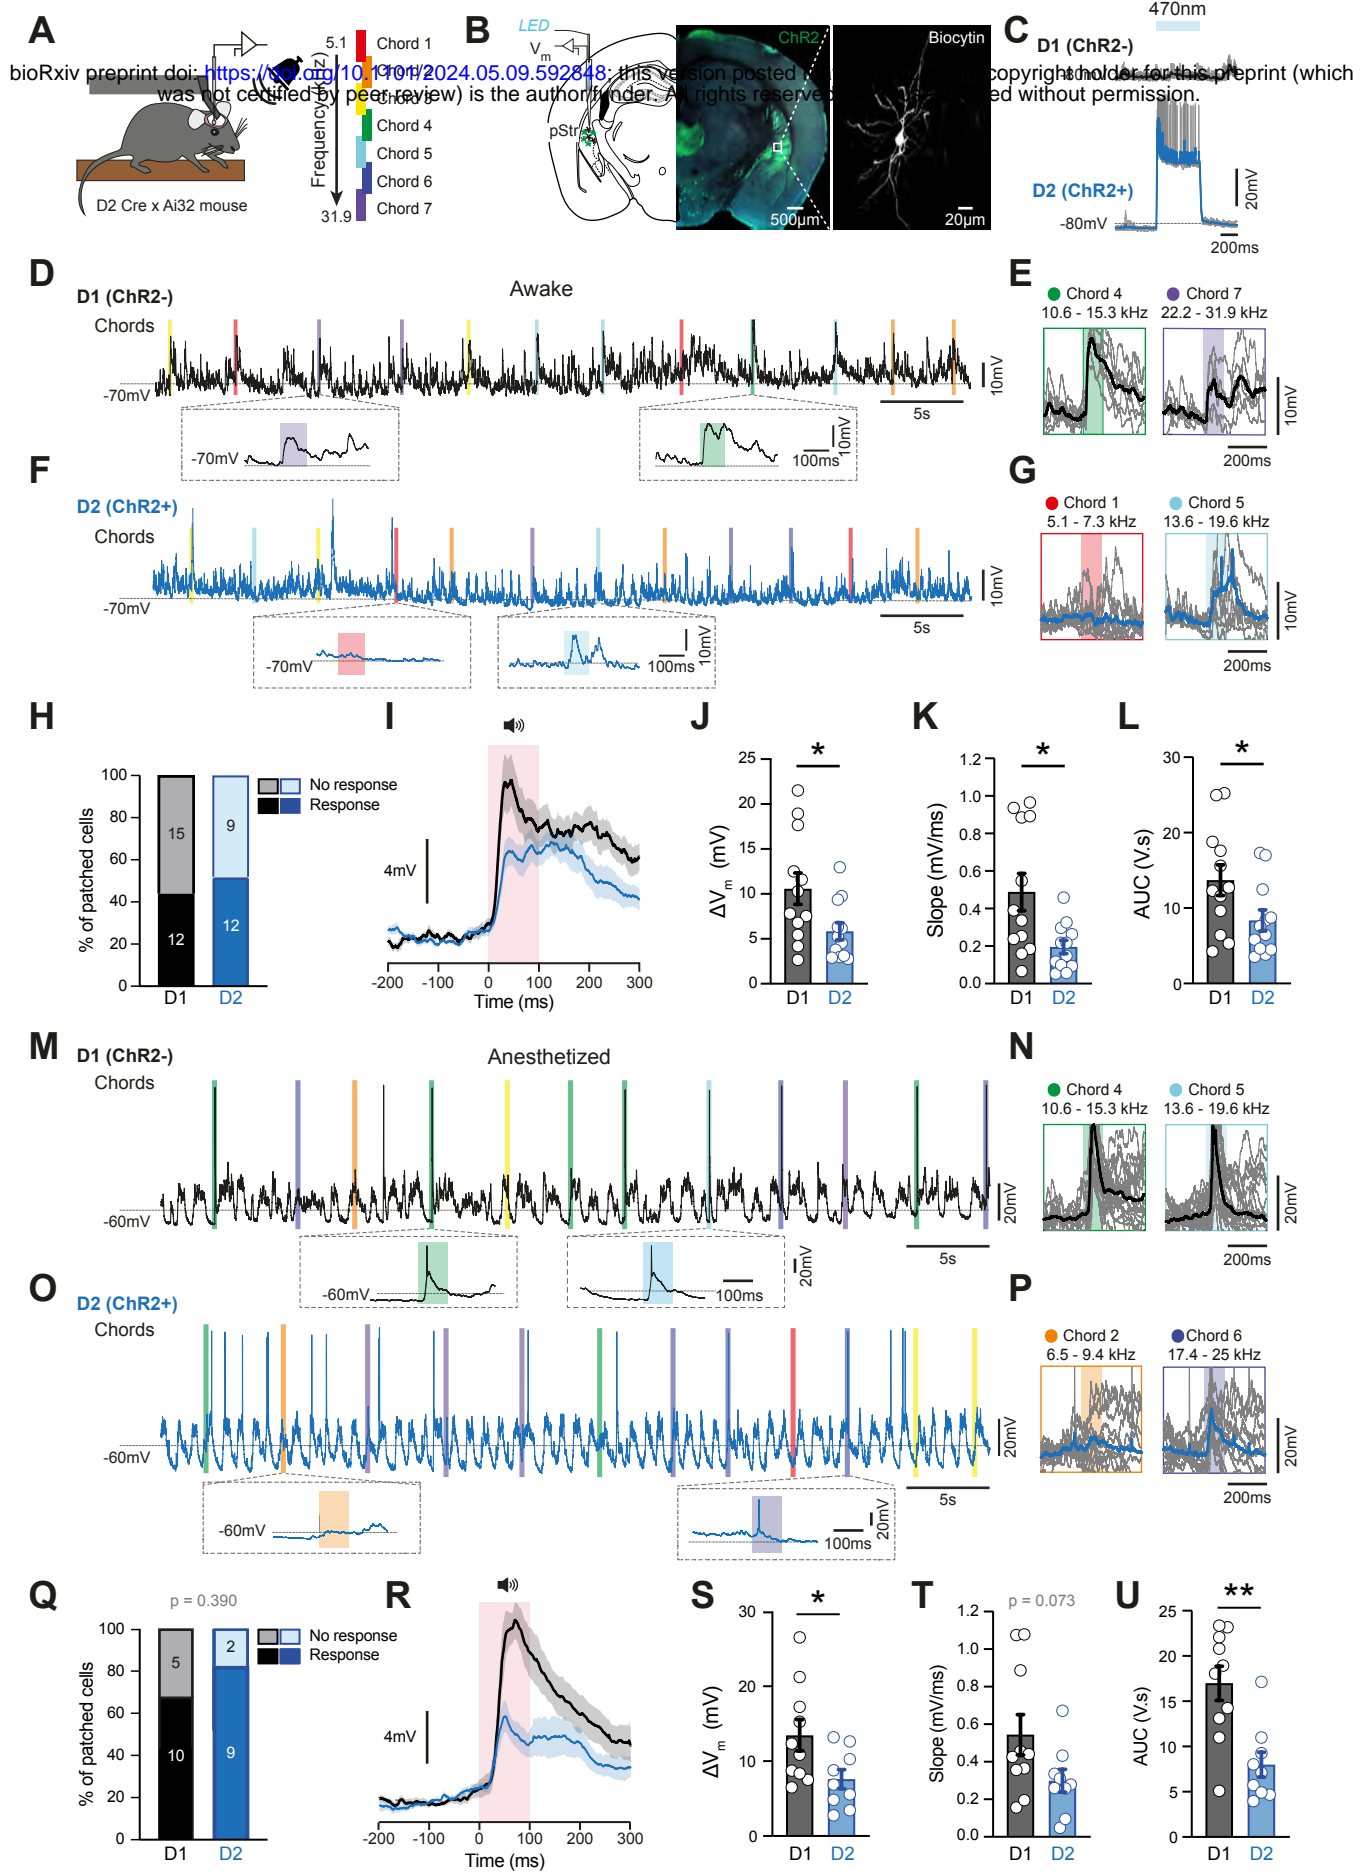 A
5.1
Frequency (kHz)
31.9
Chord 1
Chord 2
Chord 3
Chord 4
Chord 5
Chord 6
Chord 7
D2 Cre x Ai32 mouse
B
LED
Vm
pStr
ChR2
500µm
Biocytin
20µm
C
470nm
D1 (ChR2-)
-80mV
D2 (ChR2+)
-80mV
20mV
200ms
bioRxiv preprint doi: https://doi.org/10.1101/2024.05.09.592848; this version posted
copyright holder for this preprint (which
was not certified by peer review) is the author/funder. All rights reserved
without permission.
D
D1 (ChR2-)
Awake
Chords
-70mV
10mV
5s
-70mV
10mV
100ms
E
Chord 4
10.6 - 15.3 kHz
Chord 7
22.2 - 31.9 kHz
10mV
200ms
F
D2 (ChR2+)
Chords
-70mV
10mV
5s
-70mV
10mV
100ms
G
Chord 1
5.1 - 7.3 kHz
Chord 5
13.6 - 19.6 kHz
10mV
200ms
H
% of patched cells
100
80
60
40
20
0
15
12
9
12
D1
D2
No response
Response
I
4mV
-200
-100
0
100
200
300
Time (ms)
J
ΔVm (mV)
25
20
15
10
5
0
*
D1
D2
K
Slope (mV/ms)
1.2
1.0
0.8
0.6
0.4
0.2
0.0
*
D1
D2
L
AUC (V.s)
30
20
10
0
*
D1
D2
M
D1 (ChR2-)
Anesthetized
Chords
-60mV
20mV
5s
-60mV
100ms
20mV
N
Chord 4
10.6 - 15.3 kHz
Chord 5
13.6 - 19.6 kHz
20mV
200ms
O
D2 (ChR2+)
Chords
-60mV
20mV
5s
-60mV
100ms
20mV
P
Chord 2
6.5 - 9.4 kHz
Chord 6
17.4 - 25 kHz
20mV
200ms
Q
p = 0.390
% of patched cells
100
80
60
40
20
0
5
10
2
9
D1
D2
No response
Response
R
4mV
-200
-100
0
100
200
300
Time (ms)
S
ΔVm (mV)
30
20
10
0
*
D1
D2
T
p = 0.073
Slope (mV/ms)
1.2
1.0
0.8
0.6
0.4
0.2
0.0
D1
D2
U
AUC (V.s)
25
20
15
10
5
0
**
D1
D2